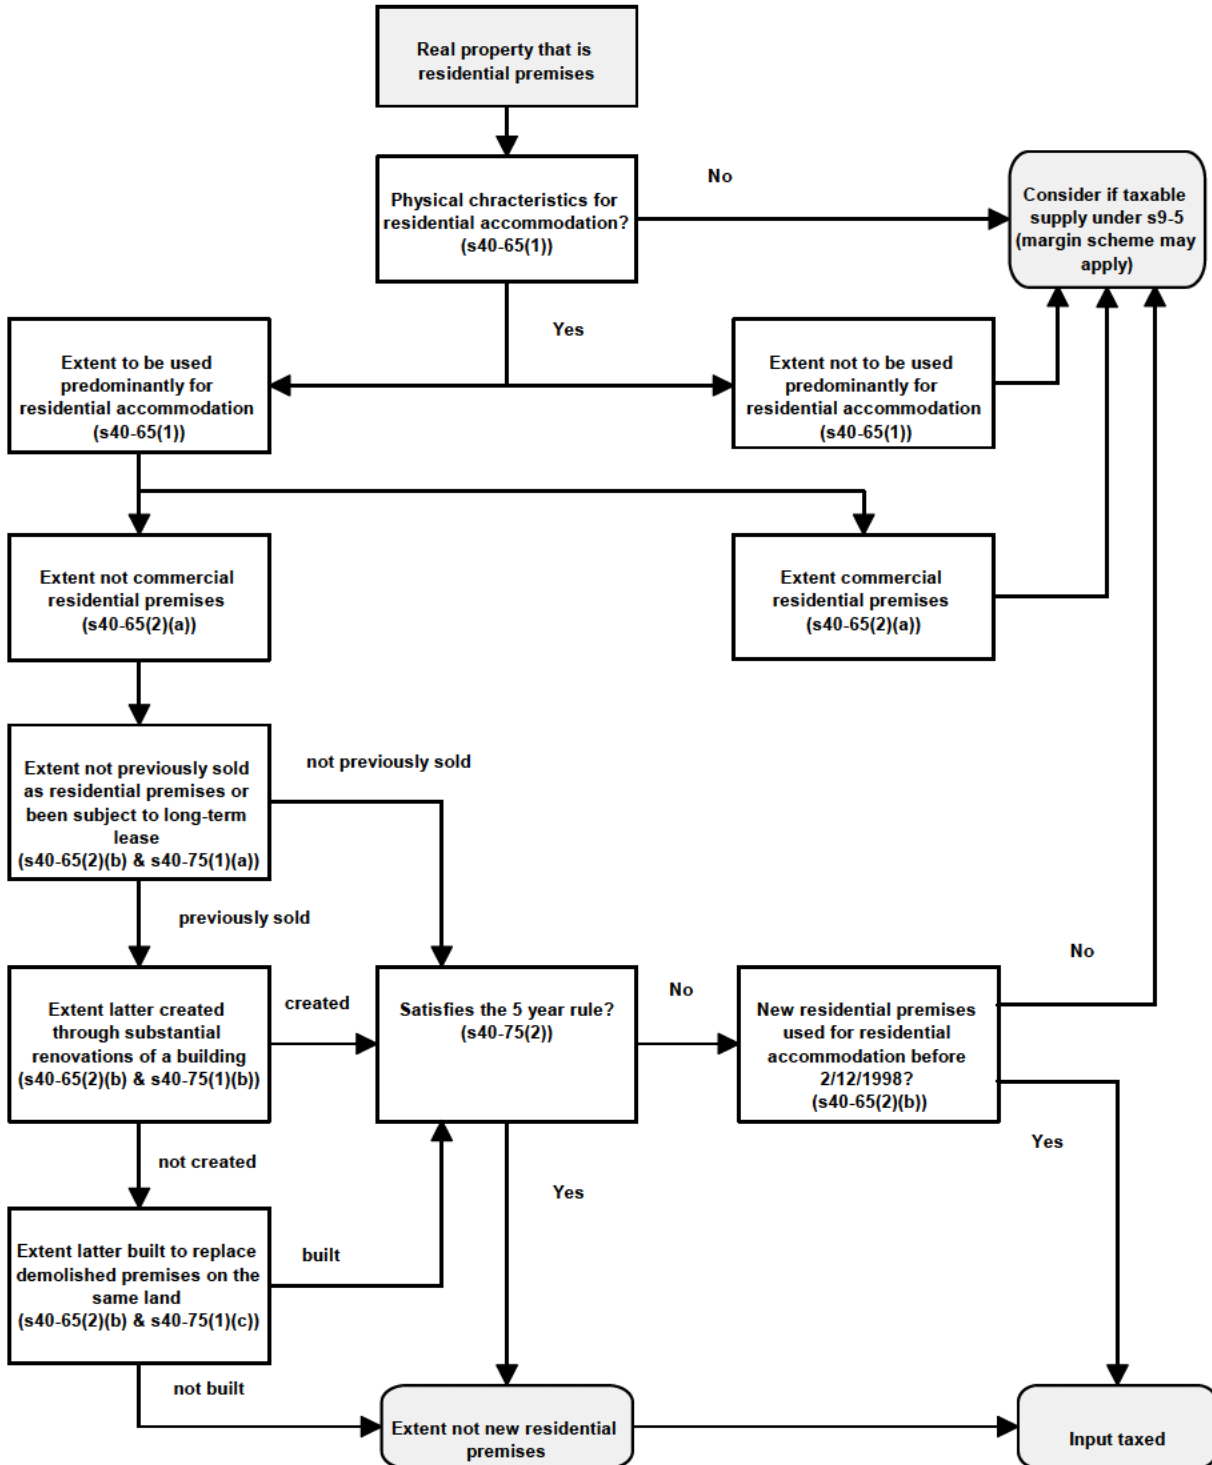 Real property that is
residential premises
Physical chracteristics for
residential accommodation?
(s40-65(1))
No
Consider if taxable
supply under s9-5
(margin scheme may
apply)
Yes
Extent to be used
predominantly for
residential accommodation
(s40-65(1))
Extent not to be used
predominantly for
residential accommodation
(s40-65(1))
Extent not commercial
residential premises
(s40-65(2)(a))
Extent commercial
residential premises
(s40-65(2)(a))
Extent not previously sold
as residential premises or
been subject to long-term
lease
(s40-65(2)(b) & s40-75(1)(a))
not previously sold
previously sold
Extent latter created
through substantial
renovations of a building
(s40-65(2)(b) & s40-75(1)(b))
created
Satisfies the 5 year rule?
(s40-75(2))
No
New residential premises
used for residential
accommodation before
2/12/1998?
(s40-65(2)(b))
No
Yes
not created
Yes
Extent latter built to replace
demolished premises on the
same land
(s40-65(2)(b) & s40-75(1)(c))
built
not built
Extent not new residential
premises
Input taxed